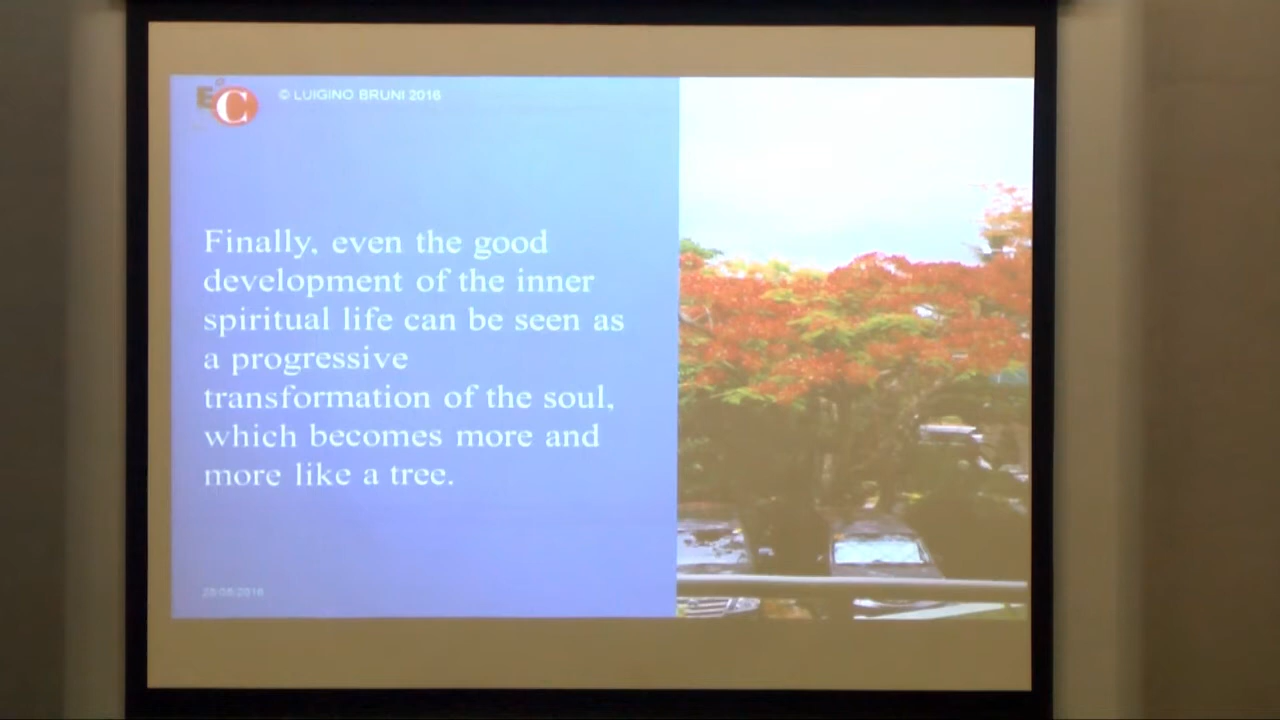 EC
© LUIGINO BRUNI 2016
Finally, even the good
development of the inner
spiritual life can be seen as
a progressive
transformation of the soul,
which becomes more and
more like a tree.